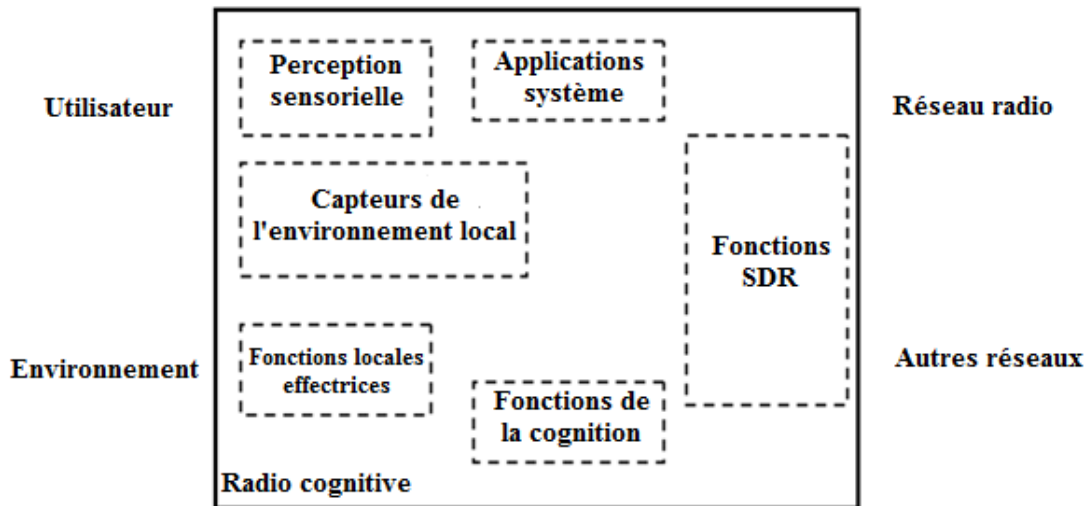 Perception
sensorielle
Applications
système
Utilisateur
Réseau radio
Capteurs de
l'environnement local
Fonctions
SDR
Environnement
Fonctions locales
effectrices
Autres réseaux
Fonctions de
la cognition
Radio cognitive